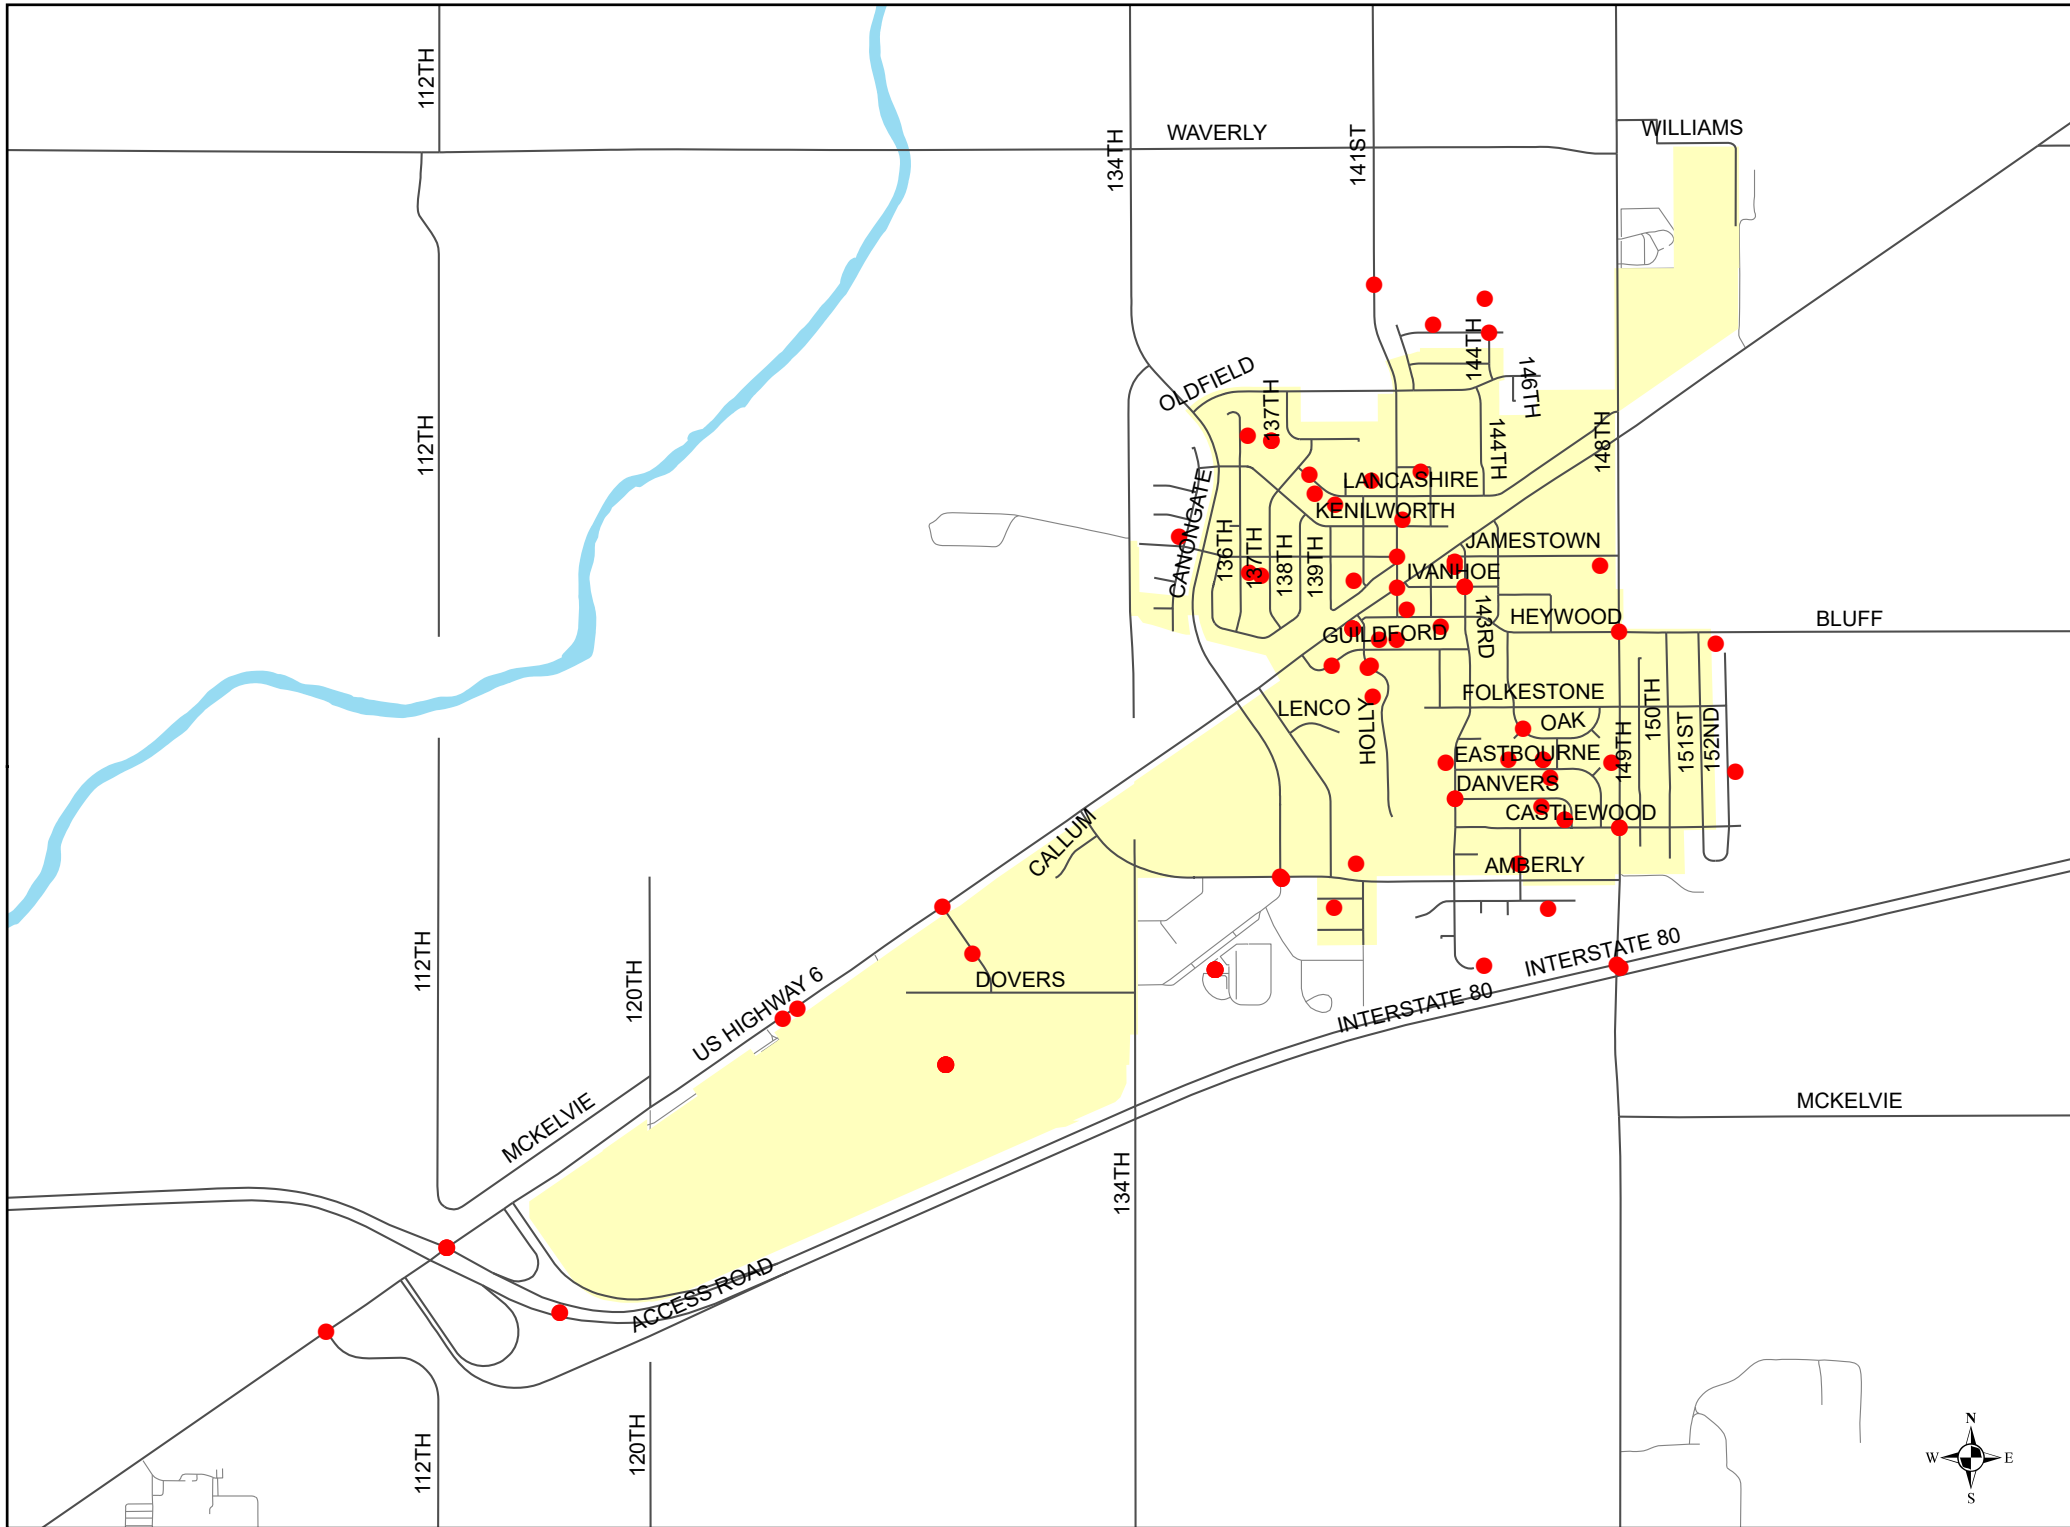 112TH
WAVERLY
134TH
141ST
WILLIAMS
OLDFIELD
137TH
144TH
146TH
112TH
144TH
148TH
LANCASHIRE
KENILWORTH
CANONGATE
136TH
137TH
138TH
139TH
JAMESTOWN
IVANHOE
143RD
HEYWOOD
BLUFF
GUILDFORD
FOLKESTONE
LENCO
HOLLY
OAK
149TH
150TH
151ST
152ND
EASTBOURNE
DANVERS
CASTLEWOOD
CALLUM
AMBERLY
112TH
120TH
US HIGHWAY 6
DOVERS
INTERSTATE 80
INTERSTATE 80
MCKELVIE
MCKELVIE
134TH
ACCESS ROAD
112TH
120TH
N
W
E
S